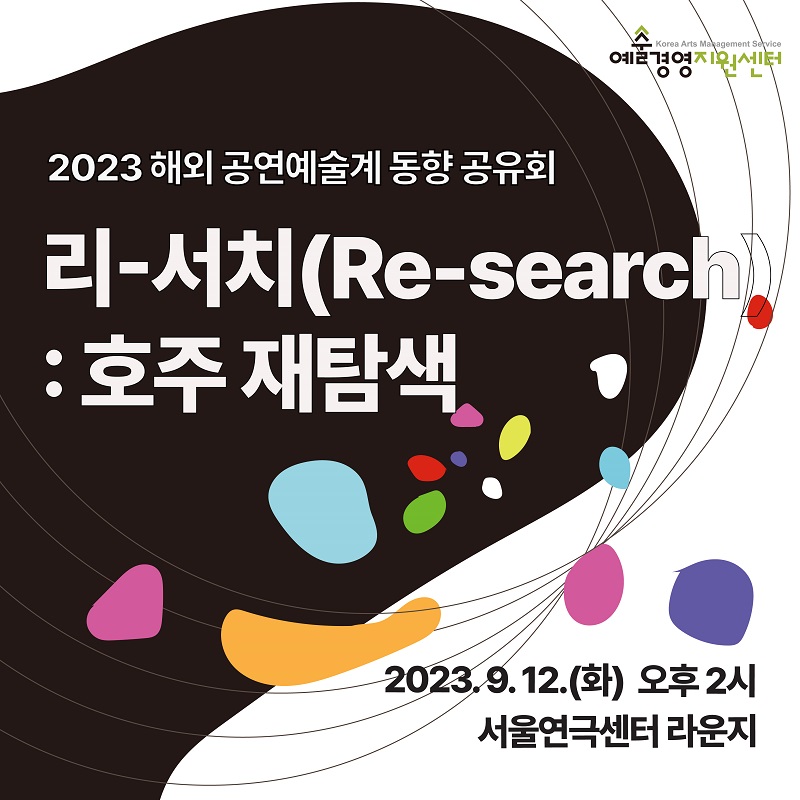 Korea Arts Management Service
예술경영지원센터
2023 해외 공연예술계 동향 공유회
리-서치(Re-search)
: 호주 재탐색
2023. 9. 12.(화) 오후 2시
서울연극센터 라운지